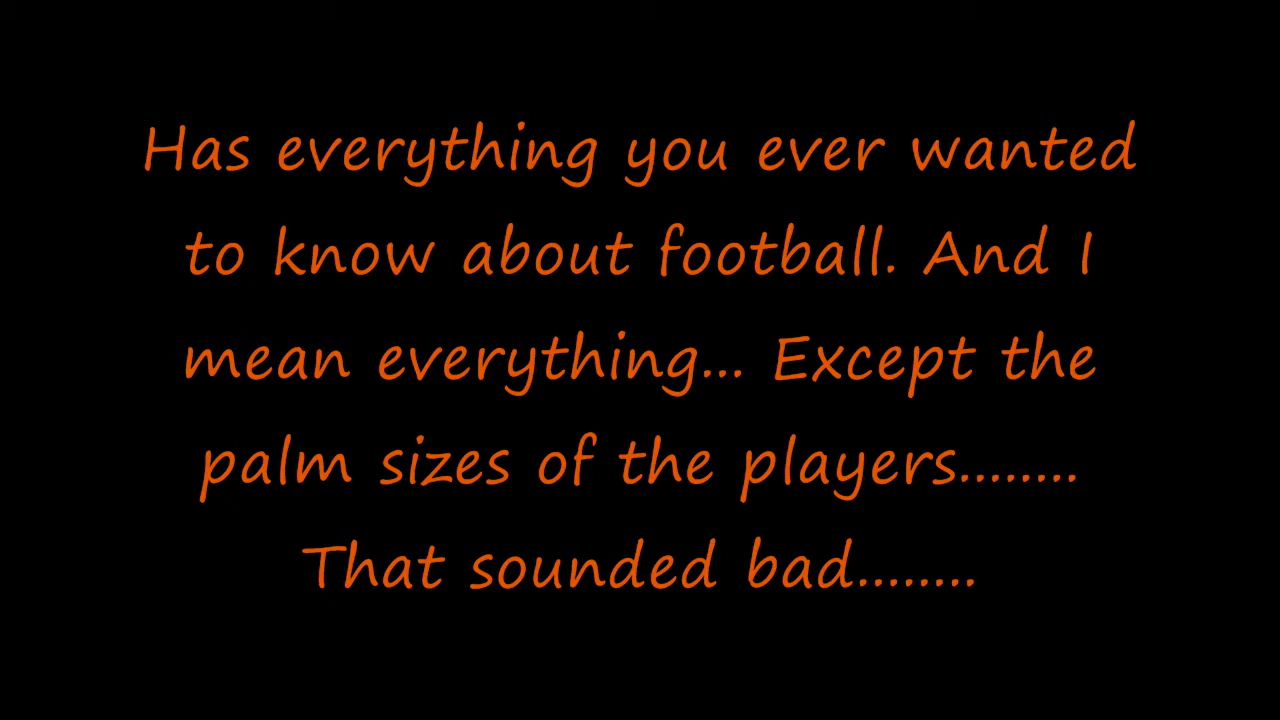 Has everything you ever wanted
to know about football. And I
mean everything... Except the
palm sizes of the players........
That sounded bad........